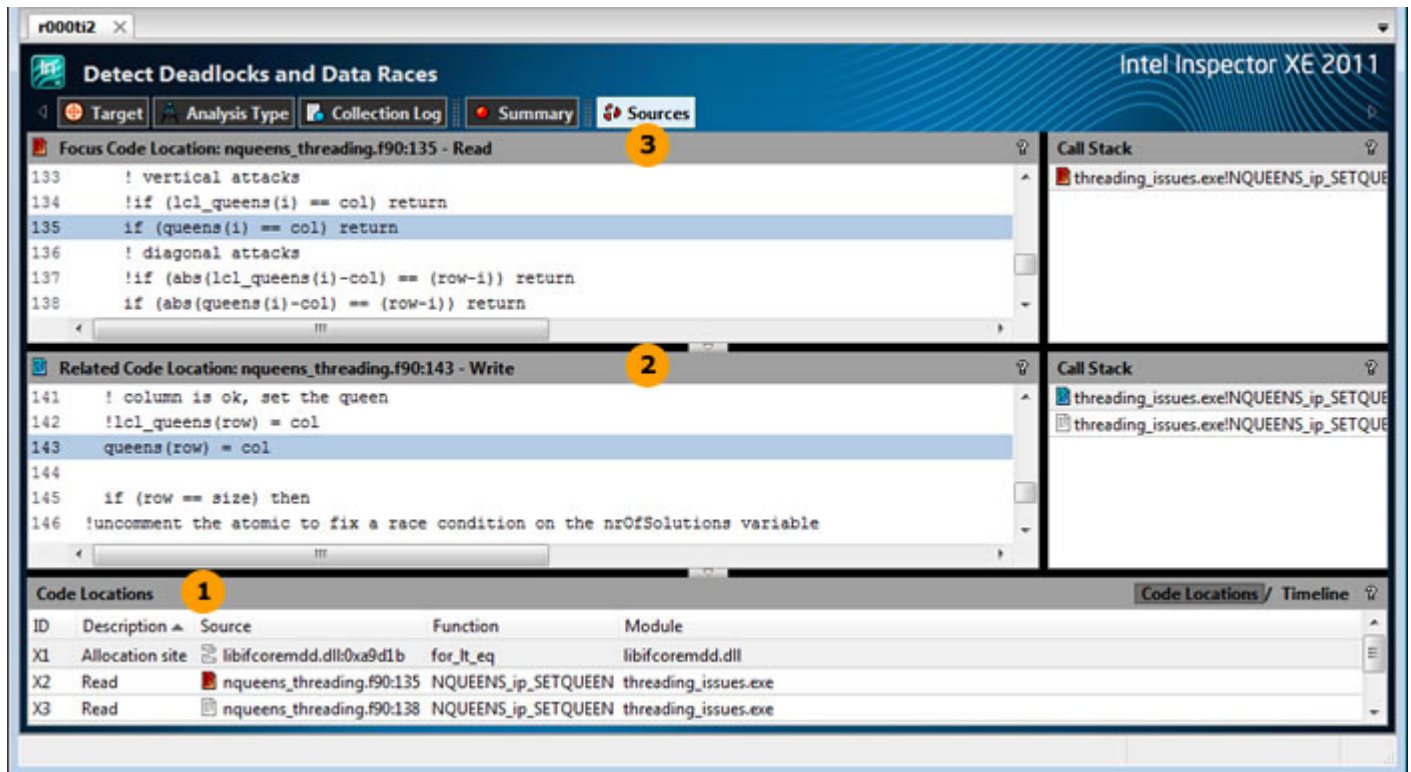 r000ti2
Detect Deadlocks and Data Races
Intel Inspector XE 2011
Target Analysis Type Collection Log Summary Sources
3
Focus Code Location: nqueens_threading.f90:135 - Read
Call Stack
133 ! vertical attacks
134 !if (lcl_queens(i) == col) return
135 if (queens(i) == col) return
136 ! diagonal attacks
137 !if (abs(lcl_queens(i)-col) == (row-i)) return
138 if (abs(queens(i)-col) == (row-i)) return
threading_issues.exe!NQUEENS_ip_SETQUE
2
Related Code Location: nqueens_threading.f90:143 - Write
Call Stack
141 ! column is ok, set the queen
142 !lcl_queens(row) = col
143 queens(row) = col
144
145 if (row == size) then
146 !uncomment the atomic to fix a race condition on the nrOfSolutions variable
threading_issues.exe!NQUEENS_ip_SETQUE
threading_issues.exe!NQUEENS_ip_SETQUE
1
Code Locations
Code Locations / Timeline
ID Description Source Function Module
X1 Allocation site libifcoremdd.dll:0xa9d1b for_lt_eq libifcoremdd.dll
X2 Read nqueens_threading.f90:135 NQUEENS_ip_SETQUEEN threading_issues.exe
X3 Read nqueens_threading.f90:138 NQUEENS_ip_SETQUEEN threading_issues.exe